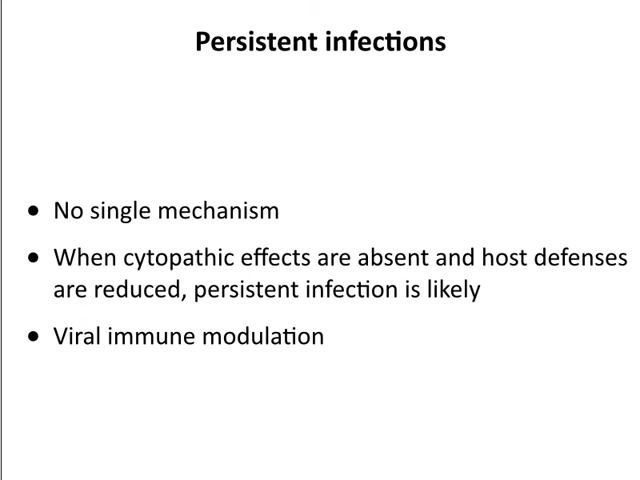 Persistent infections
● No single mechanism
● When cytopathic effects are absent and host defenses
are reduced, persistent infection is likely
● Viral immune modulation